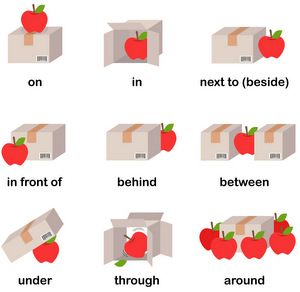 on
in
next to (beside)
in front of
behind
between
under
through
around